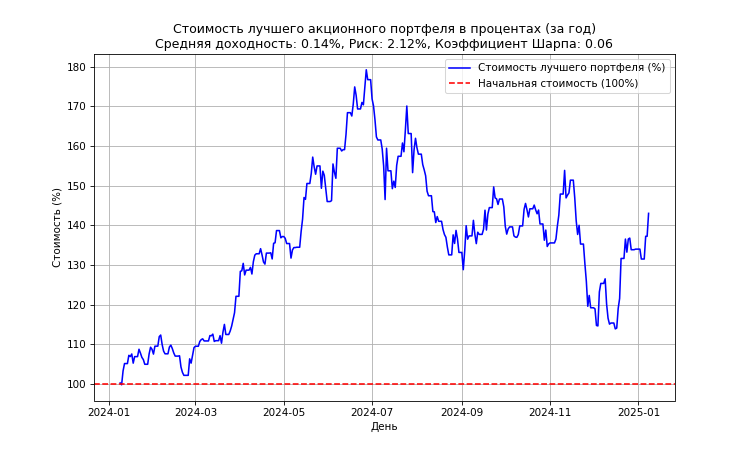 Стоимость лучшего акционного портфеля в процентах (за год)
Средняя доходность: 0.14%, Риск: 2.12%, Коэффициент Шарпа: 0.06
Стоимость лучшего портфеля (%)
Начальная стоимость (100%)
Стоимость (%)
180
170
160
150
140
130
120
110
100
2024-01
2024-03
2024-05
2024-07
2024-09
2024-11
2025-01
День